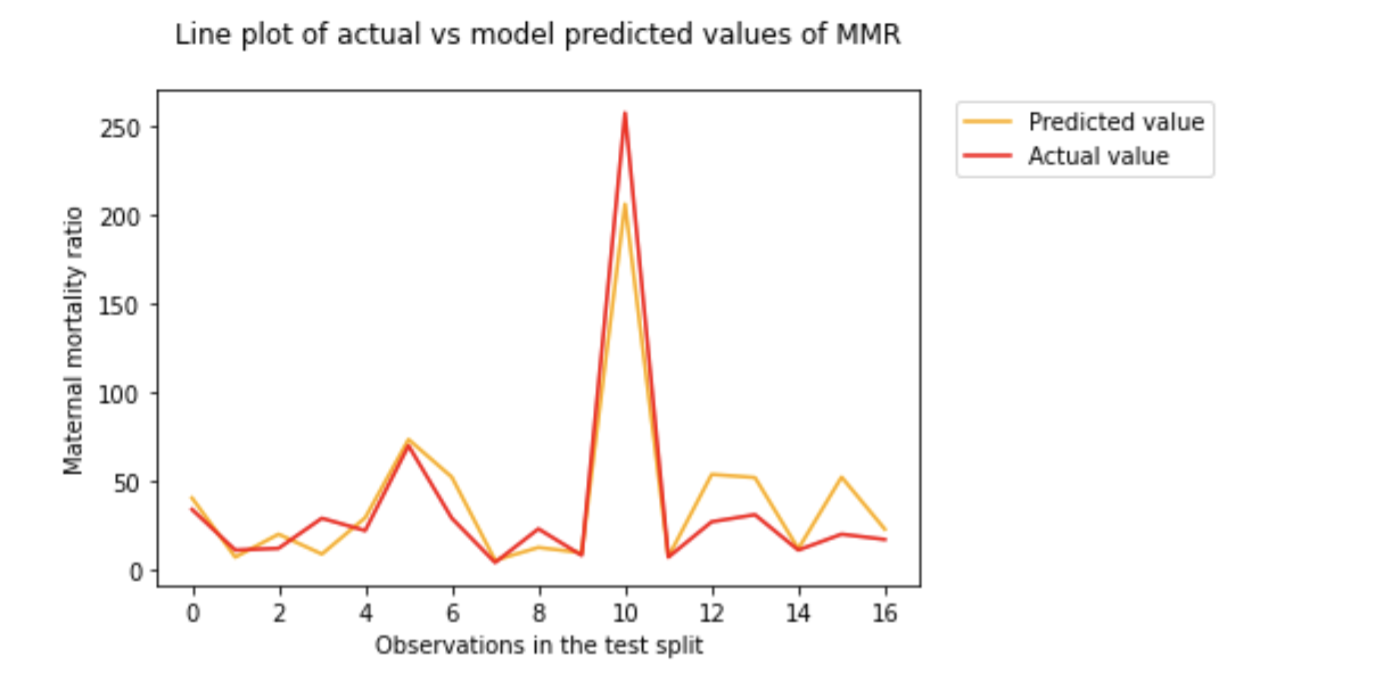 Line plot of actual vs model predicted values of MMR
Predicted value
Actual value
Maternal mortality ratio
250
200
150
100
50
0
0 2 4 6 8 10 12 14 16
Observations in the test split